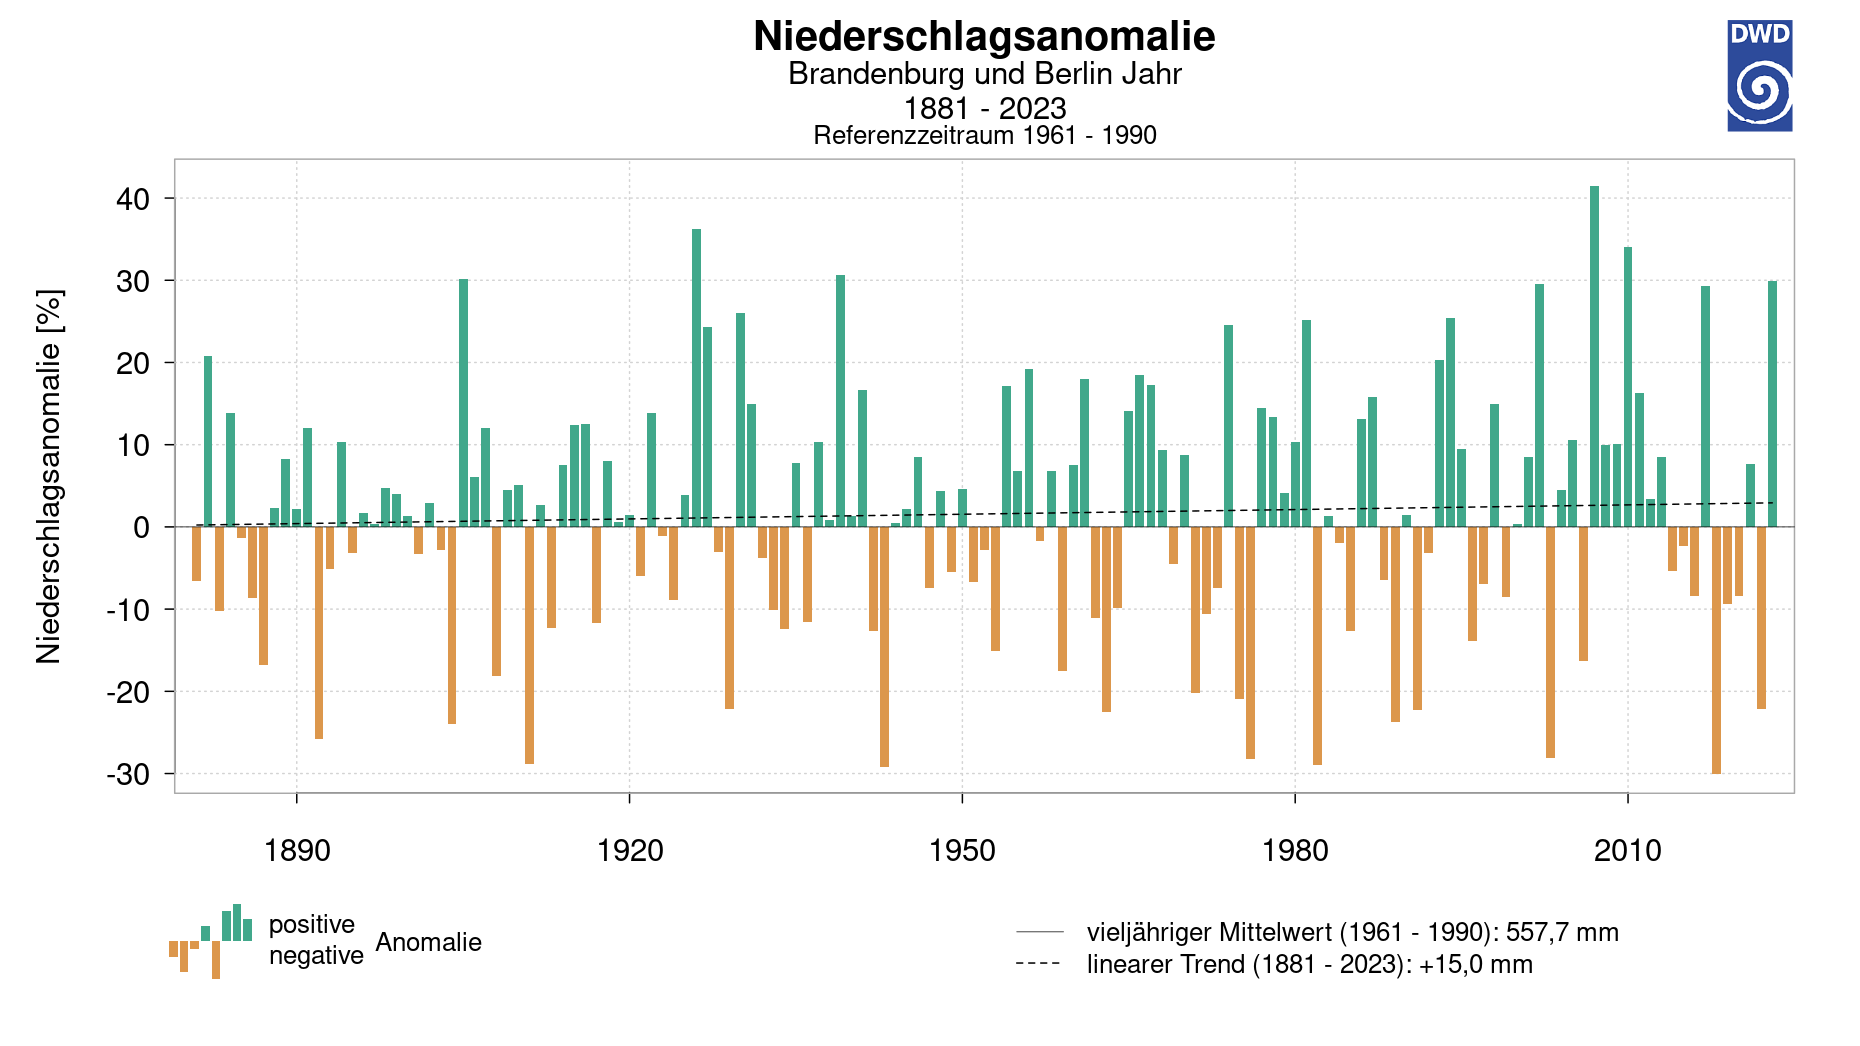 Niederschlagsanomalie
Brandenburg und Berlin Jahr
1881 - 2023
Referenzzeitraum 1961 - 1990
DWD
Niederschlagsanomalie [%]
40
30
20
10
0
-10
-20
-30
1890 1920 1950 1980 2010
positive
negative
Anomalie
vieljähriger Mittelwert (1961 - 1990): 557,7 mm
linearer Trend (1881 - 2023): +15,0 mm